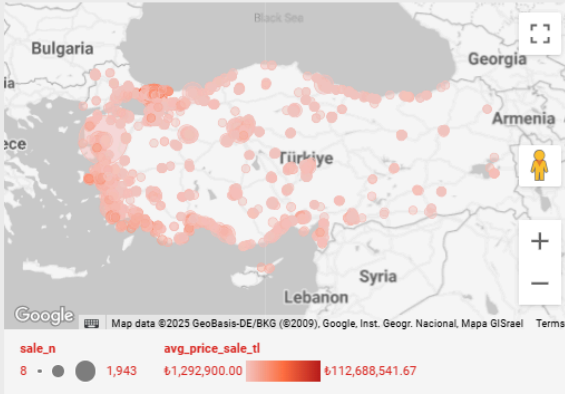 Black Sea
Bulgaria
Georgia
ia
Armenia
ece
Türkiye
Syria
Lebanon
Google
Map data ©2025 GeoBasis-DE/BKG (©2009), Google, Inst. Geogr. Nacional, Mapa GISrael Terms
sale_n
avg_price_sale_tl
8 - 1,943
₺1,292,900.00 ₺112,688,541.67